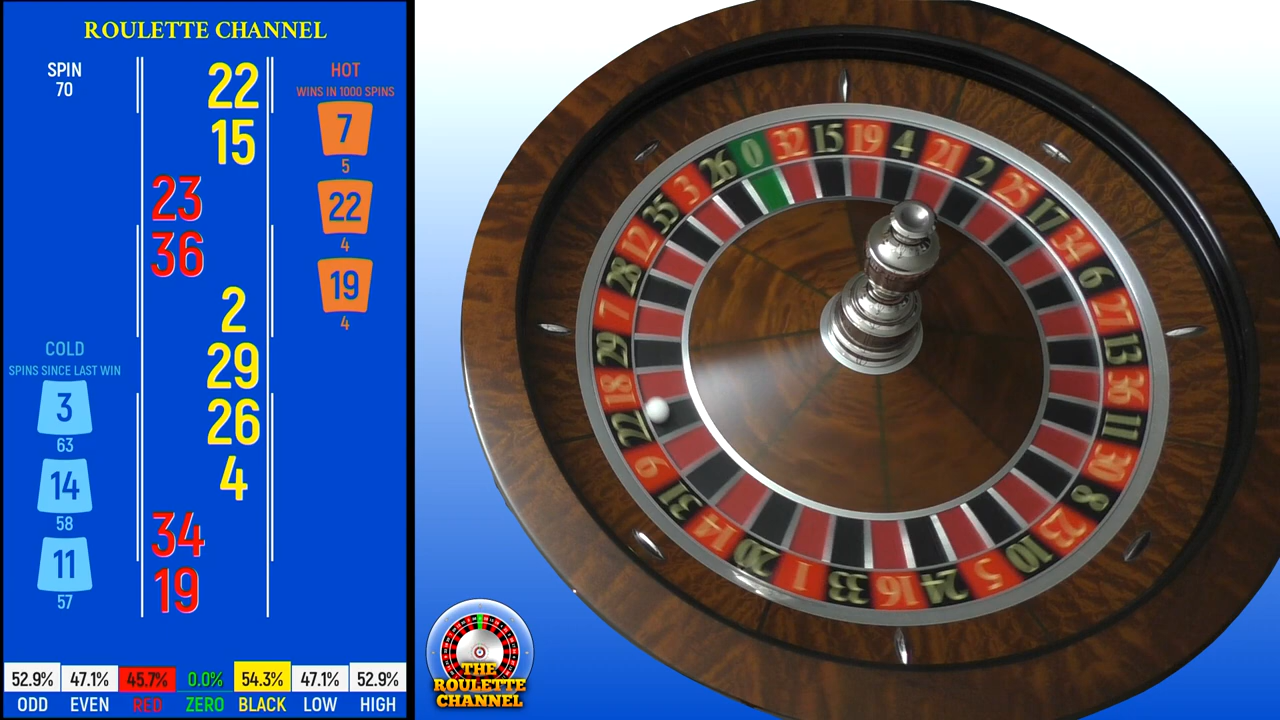 ROULETTE CHANNEL
SPIN
70
22
15
23
36
2
29
26
4
34
19
HOT
WINS IN 1000 SPINS
7
5
22
4
19
4
COLD
SPINS SINCE LAST WIN
3
63
14
58
11
57
52.9% 47.1% 45.7% 0.0% 54.3% 47.1% 52.9%
ODD EVEN RED ZERO BLACK LOW HIGH
THE
ROULETTE
CHANNEL
0 32 15 19 4 21 2 25 17 34 6 27 13 36 11 30 8 23 10 5 24 16 33 1 20 14 31 9 22 18 29 7 28 12 35 3 26